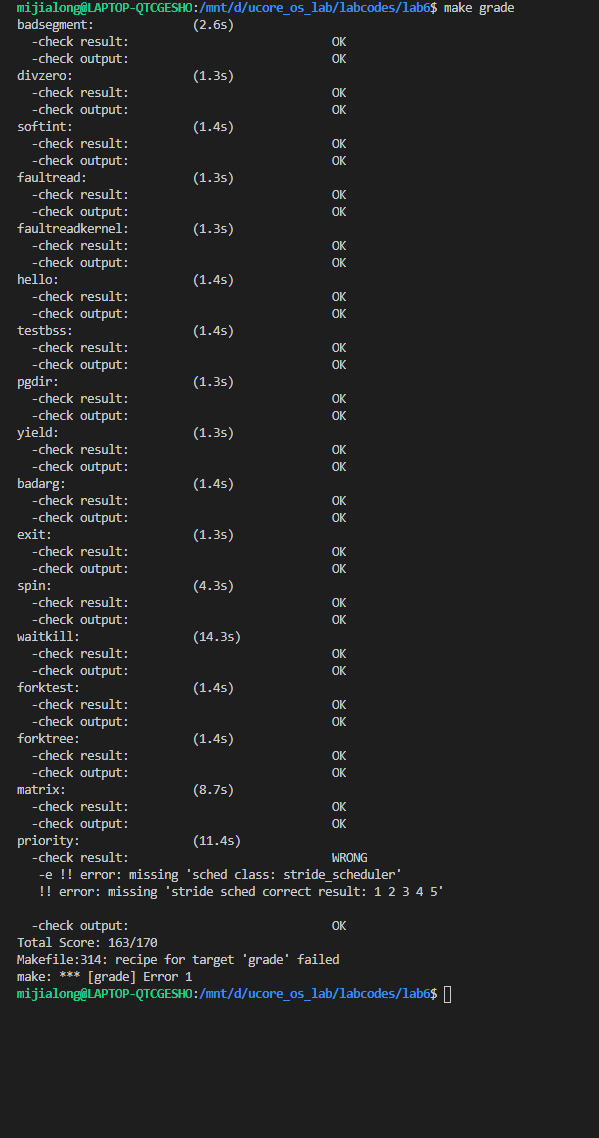 mijialong@LAPTOP-QTCGESHO:/mnt/d/ucore_os_lab/labcodes/lab6$ make grade
badsegment: (2.6s)
-check result: OK
-check output: OK
divzero: (1.3s)
-check result: OK
-check output: OK
softint: (1.4s)
-check result: OK
-check output: OK
faultread: (1.3s)
-check result: OK
-check output: OK
faultreadkernel: (1.3s)
-check result: OK
-check output: OK
hello: (1.4s)
-check result: OK
-check output: OK
testbss: (1.4s)
-check result: OK
-check output: OK
pgdir: (1.3s)
-check result: OK
-check output: OK
yield: (1.3s)
-check result: OK
-check output: OK
badarg: (1.4s)
-check result: OK
-check output: OK
exit: (1.3s)
-check result: OK
-check output: OK
spin: (4.3s)
-check result: OK
-check output: OK
waitkill: (14.3s)
-check result: OK
-check output: OK
forktest: (1.4s)
-check result: OK
-check output: OK
forktree: (1.4s)
-check result: OK
-check output: OK
matrix: (8.7s)
-check result: OK
-check output: OK
priority: (11.4s)
-check result: WRONG
-e !! error: missing 'sched class: stride_scheduler'
!! error: missing 'stride sched correct result: 1 2 3 4 5'
-check output: OK
Total Score: 163/170
Makefile:314: recipe for target 'grade' failed
make: *** [grade] Error 1
mijialong@LAPTOP-QTCGESHO:/mnt/d/ucore_os_lab/labcodes/lab6$